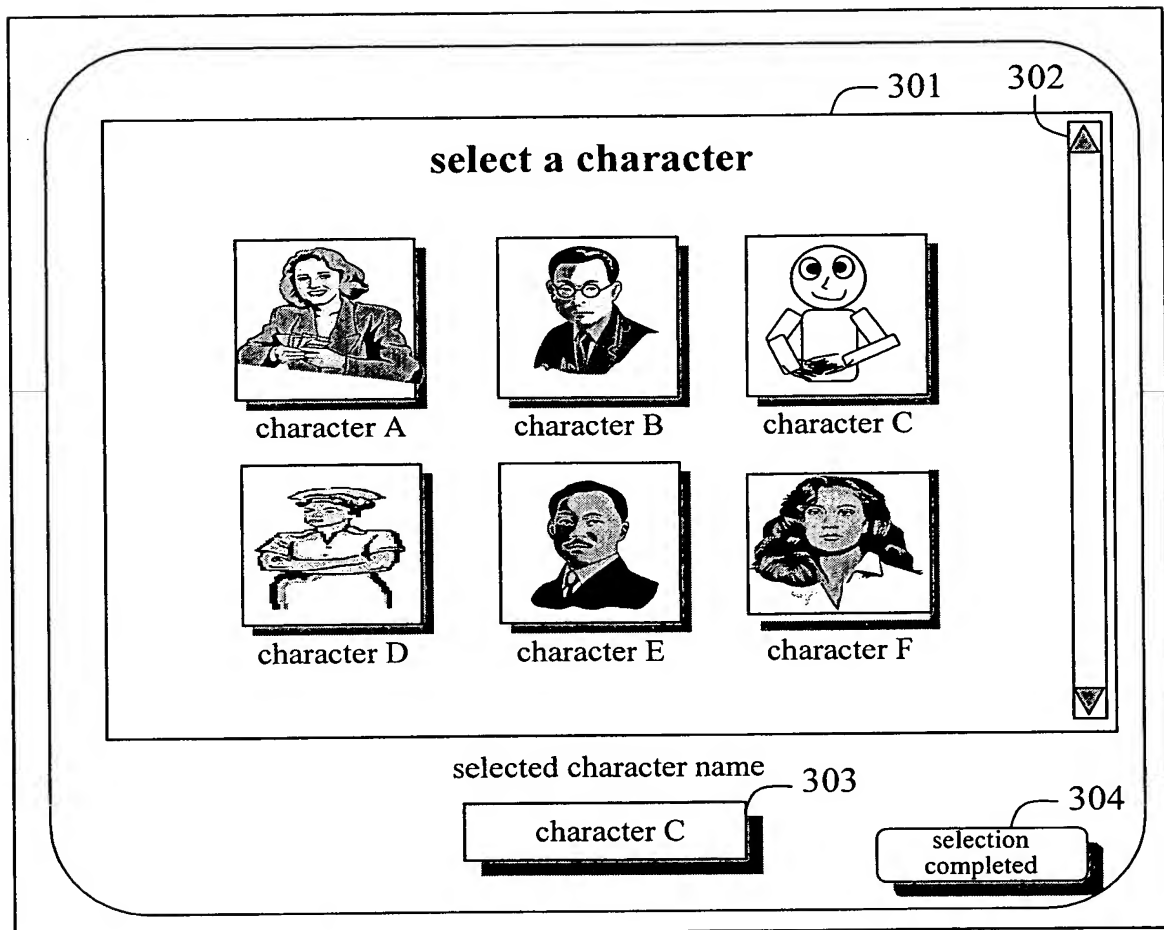 301
302
select a character
character A
character B
character C
character D
character E
character F
selected character name
303
character C
304
selection
completed